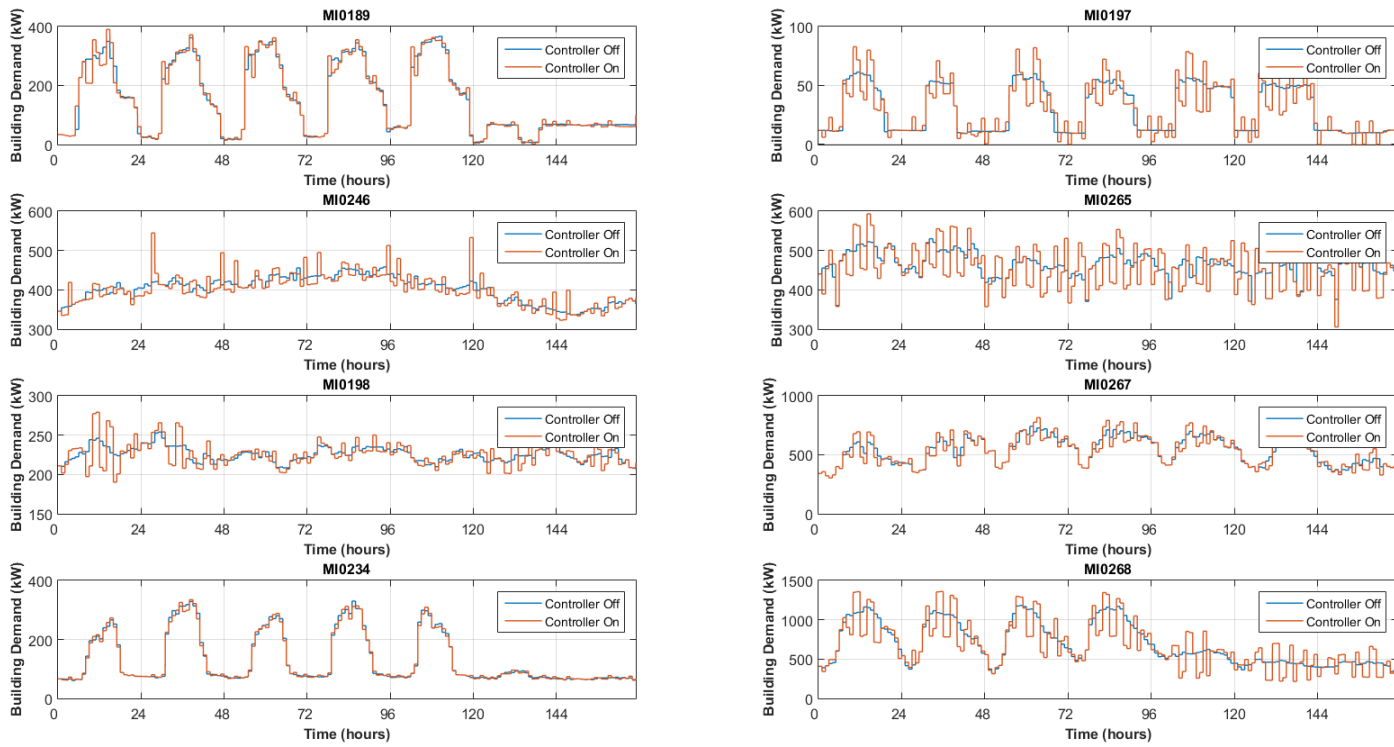 MI0189
Building Demand (kW)
400
200
0
Controller Off
Controller On
0 24 48 72 96 120 144
Time (hours)
MI0197
Building Demand (kW)
100
50
0
Controller Off
Controller On
0 24 48 72 96 120 144
Time (hours)
MI0246
Building Demand (kW)
600
500
400
300
Controller Off
Controller On
0 24 48 72 96 120 144
Time (hours)
MI0265
Building Demand (kW)
600
500
400
300
Controller Off
Controller On
0 24 48 72 96 120 144
Time (hours)
MI0198
Building Demand (kW)
300
250
200
150
Controller Off
Controller On
0 24 48 72 96 120 144
Time (hours)
MI0267
Building Demand (kW)
1000
500
0
Controller Off
Controller On
0 24 48 72 96 120 144
Time (hours)
MI0234
Building Demand (kW)
400
200
0
Controller Off
Controller On
0 24 48 72 96 120 144
Time (hours)
MI0268
Building Demand (kW)
1500
1000
500
0
Controller Off
Controller On
0 24 48 72 96 120 144
Time (hours)